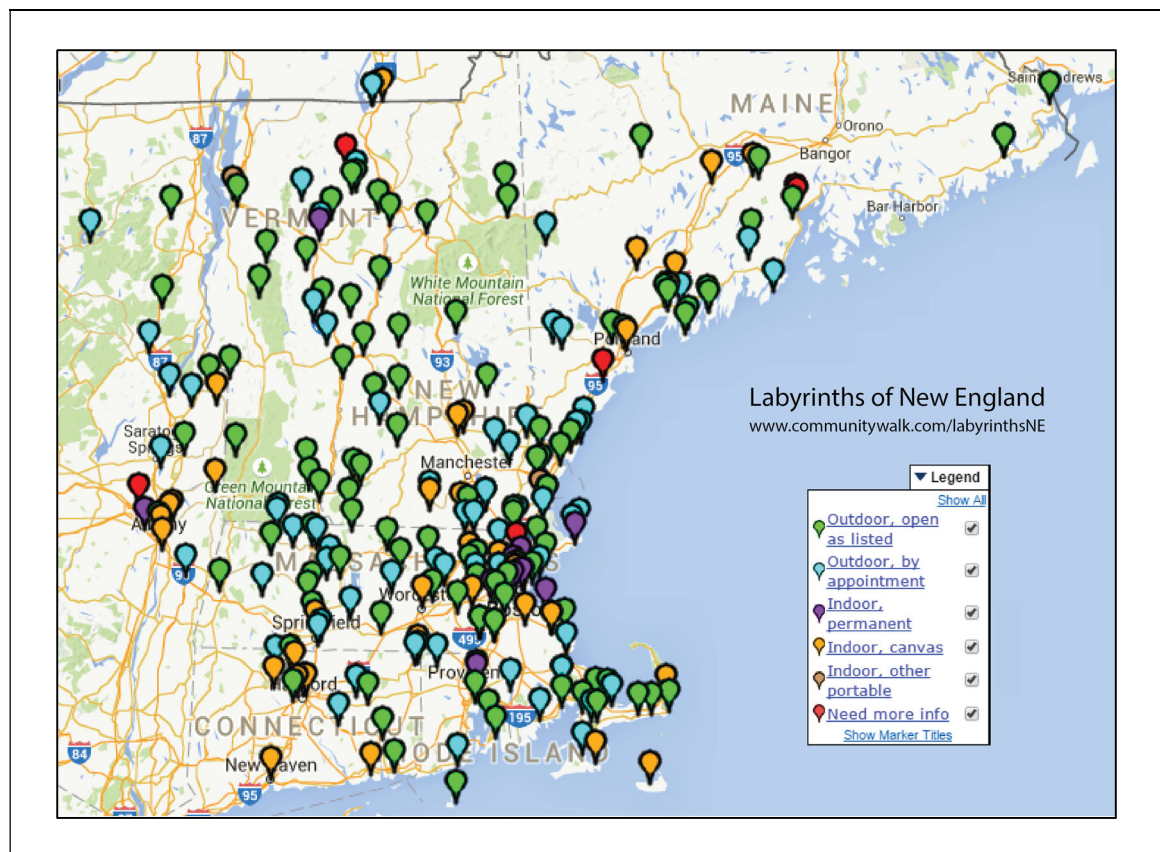 Saint Andrews
MAINE
Orono
87
95
Bangor
Bar Harbor
VERMONT
White Mountain
National Forest
Portland
87
93
95
NEW
HAMPSHIRE
Labyrinths of New England
www.communitywalk.com/labyrinthsNE
Saratoga
Springs
Manchester
Green Mountain
National Forest
Albany
Legend
Show All
Outdoor, open
as listed
Outdoor, by
appointment
Indoor,
permanent
Indoor, canvas
Indoor, other
portable
Need more info
Show Marker Titles
MASSACHUSETTS
90
Worcester
Boston
Springfield
495
Providence
Hartford
195
CONNECTICUT
RHODE ISLAND
84
New Haven
95